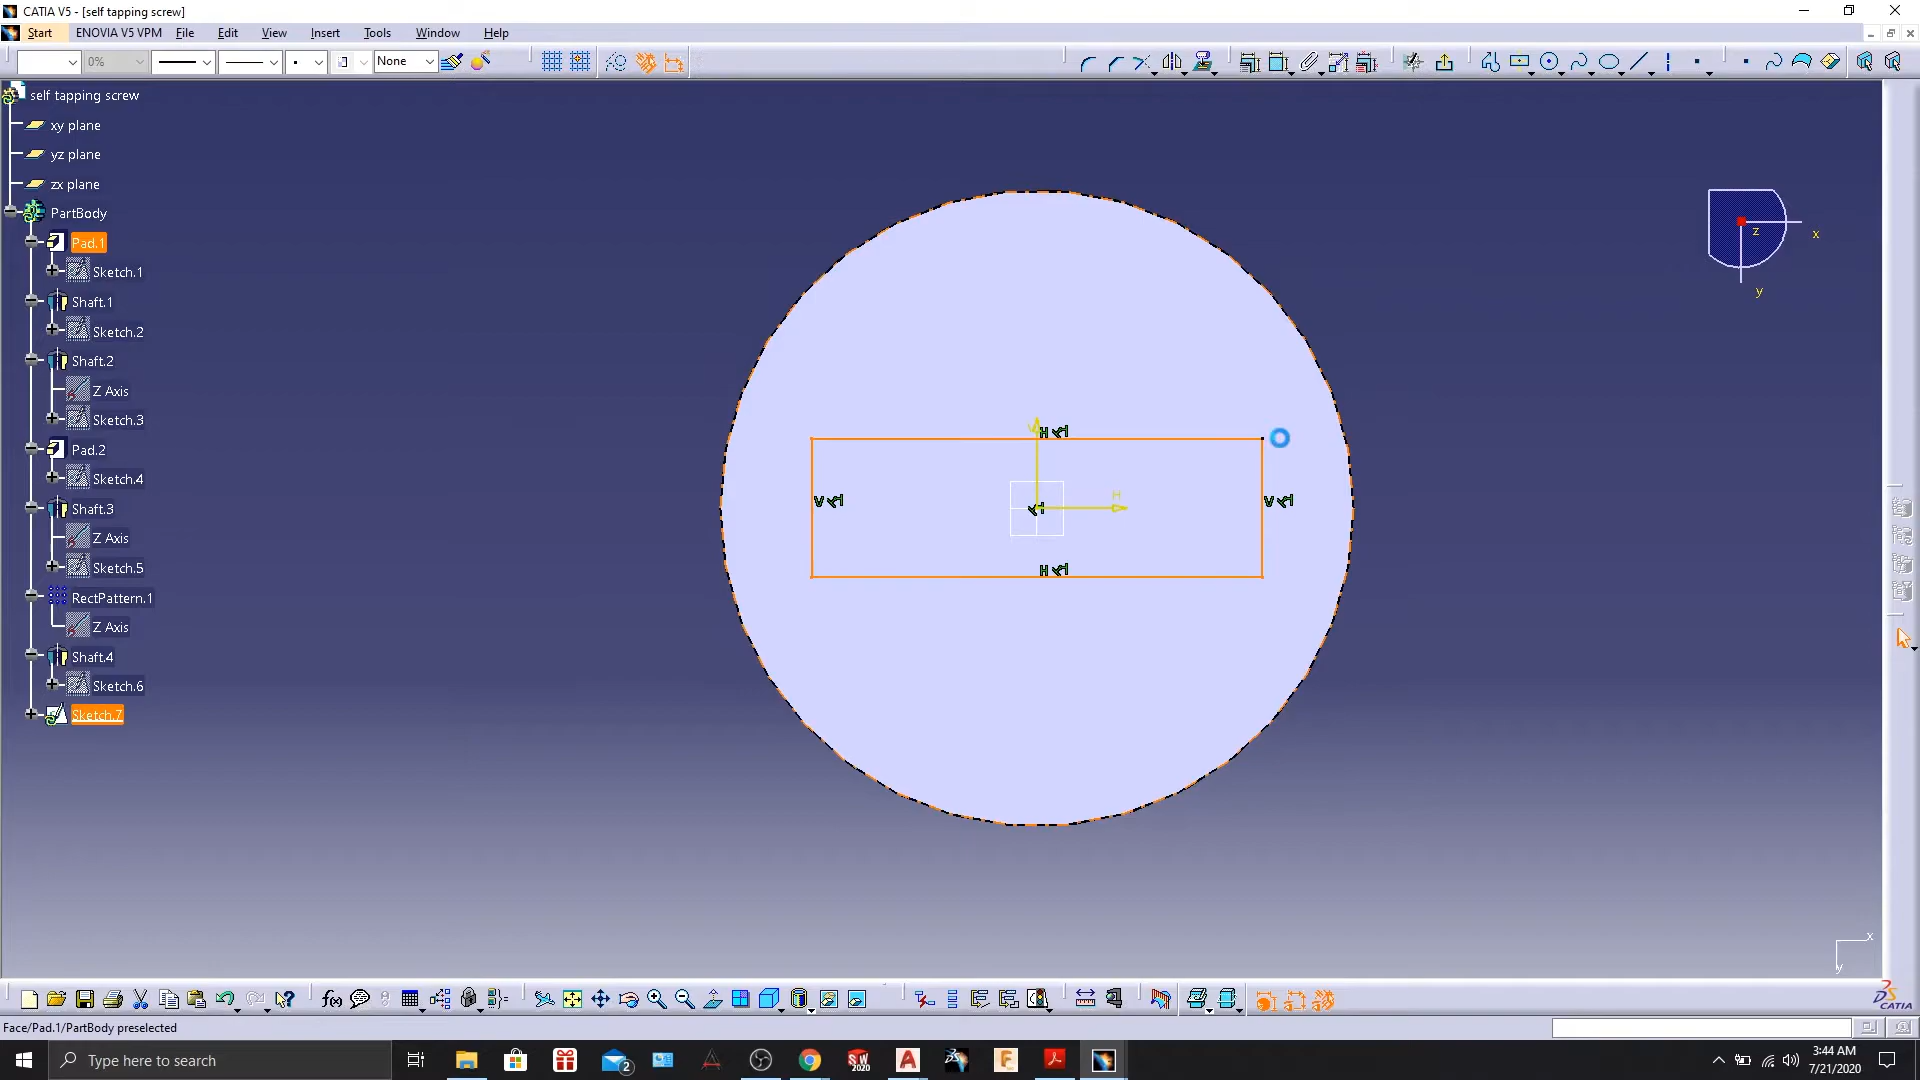 CATIA V5 - [self tapping screw]
Start ENOVIA V5 VPM File Edit View Insert Tools Window Help
0% None
self tapping screw
xy plane
yz plane
zx plane
PartBody
Pad.1
Sketch.1
Shaft.1
Sketch.2
Shaft.2
Z Axis
Sketch.3
Pad.2
Sketch.4
Shaft.3
Z Axis
Sketch.5
RectPattern.1
Z Axis
Shaft.4
Sketch.6
Sketch.7
H
V
H
V
V
H
z
x
y
x
y
f(x)
CATIA
Face/Pad.1/PartBody preselected
Type here to search
2
SW
2020
A
F
3:44 AM
7/21/2020